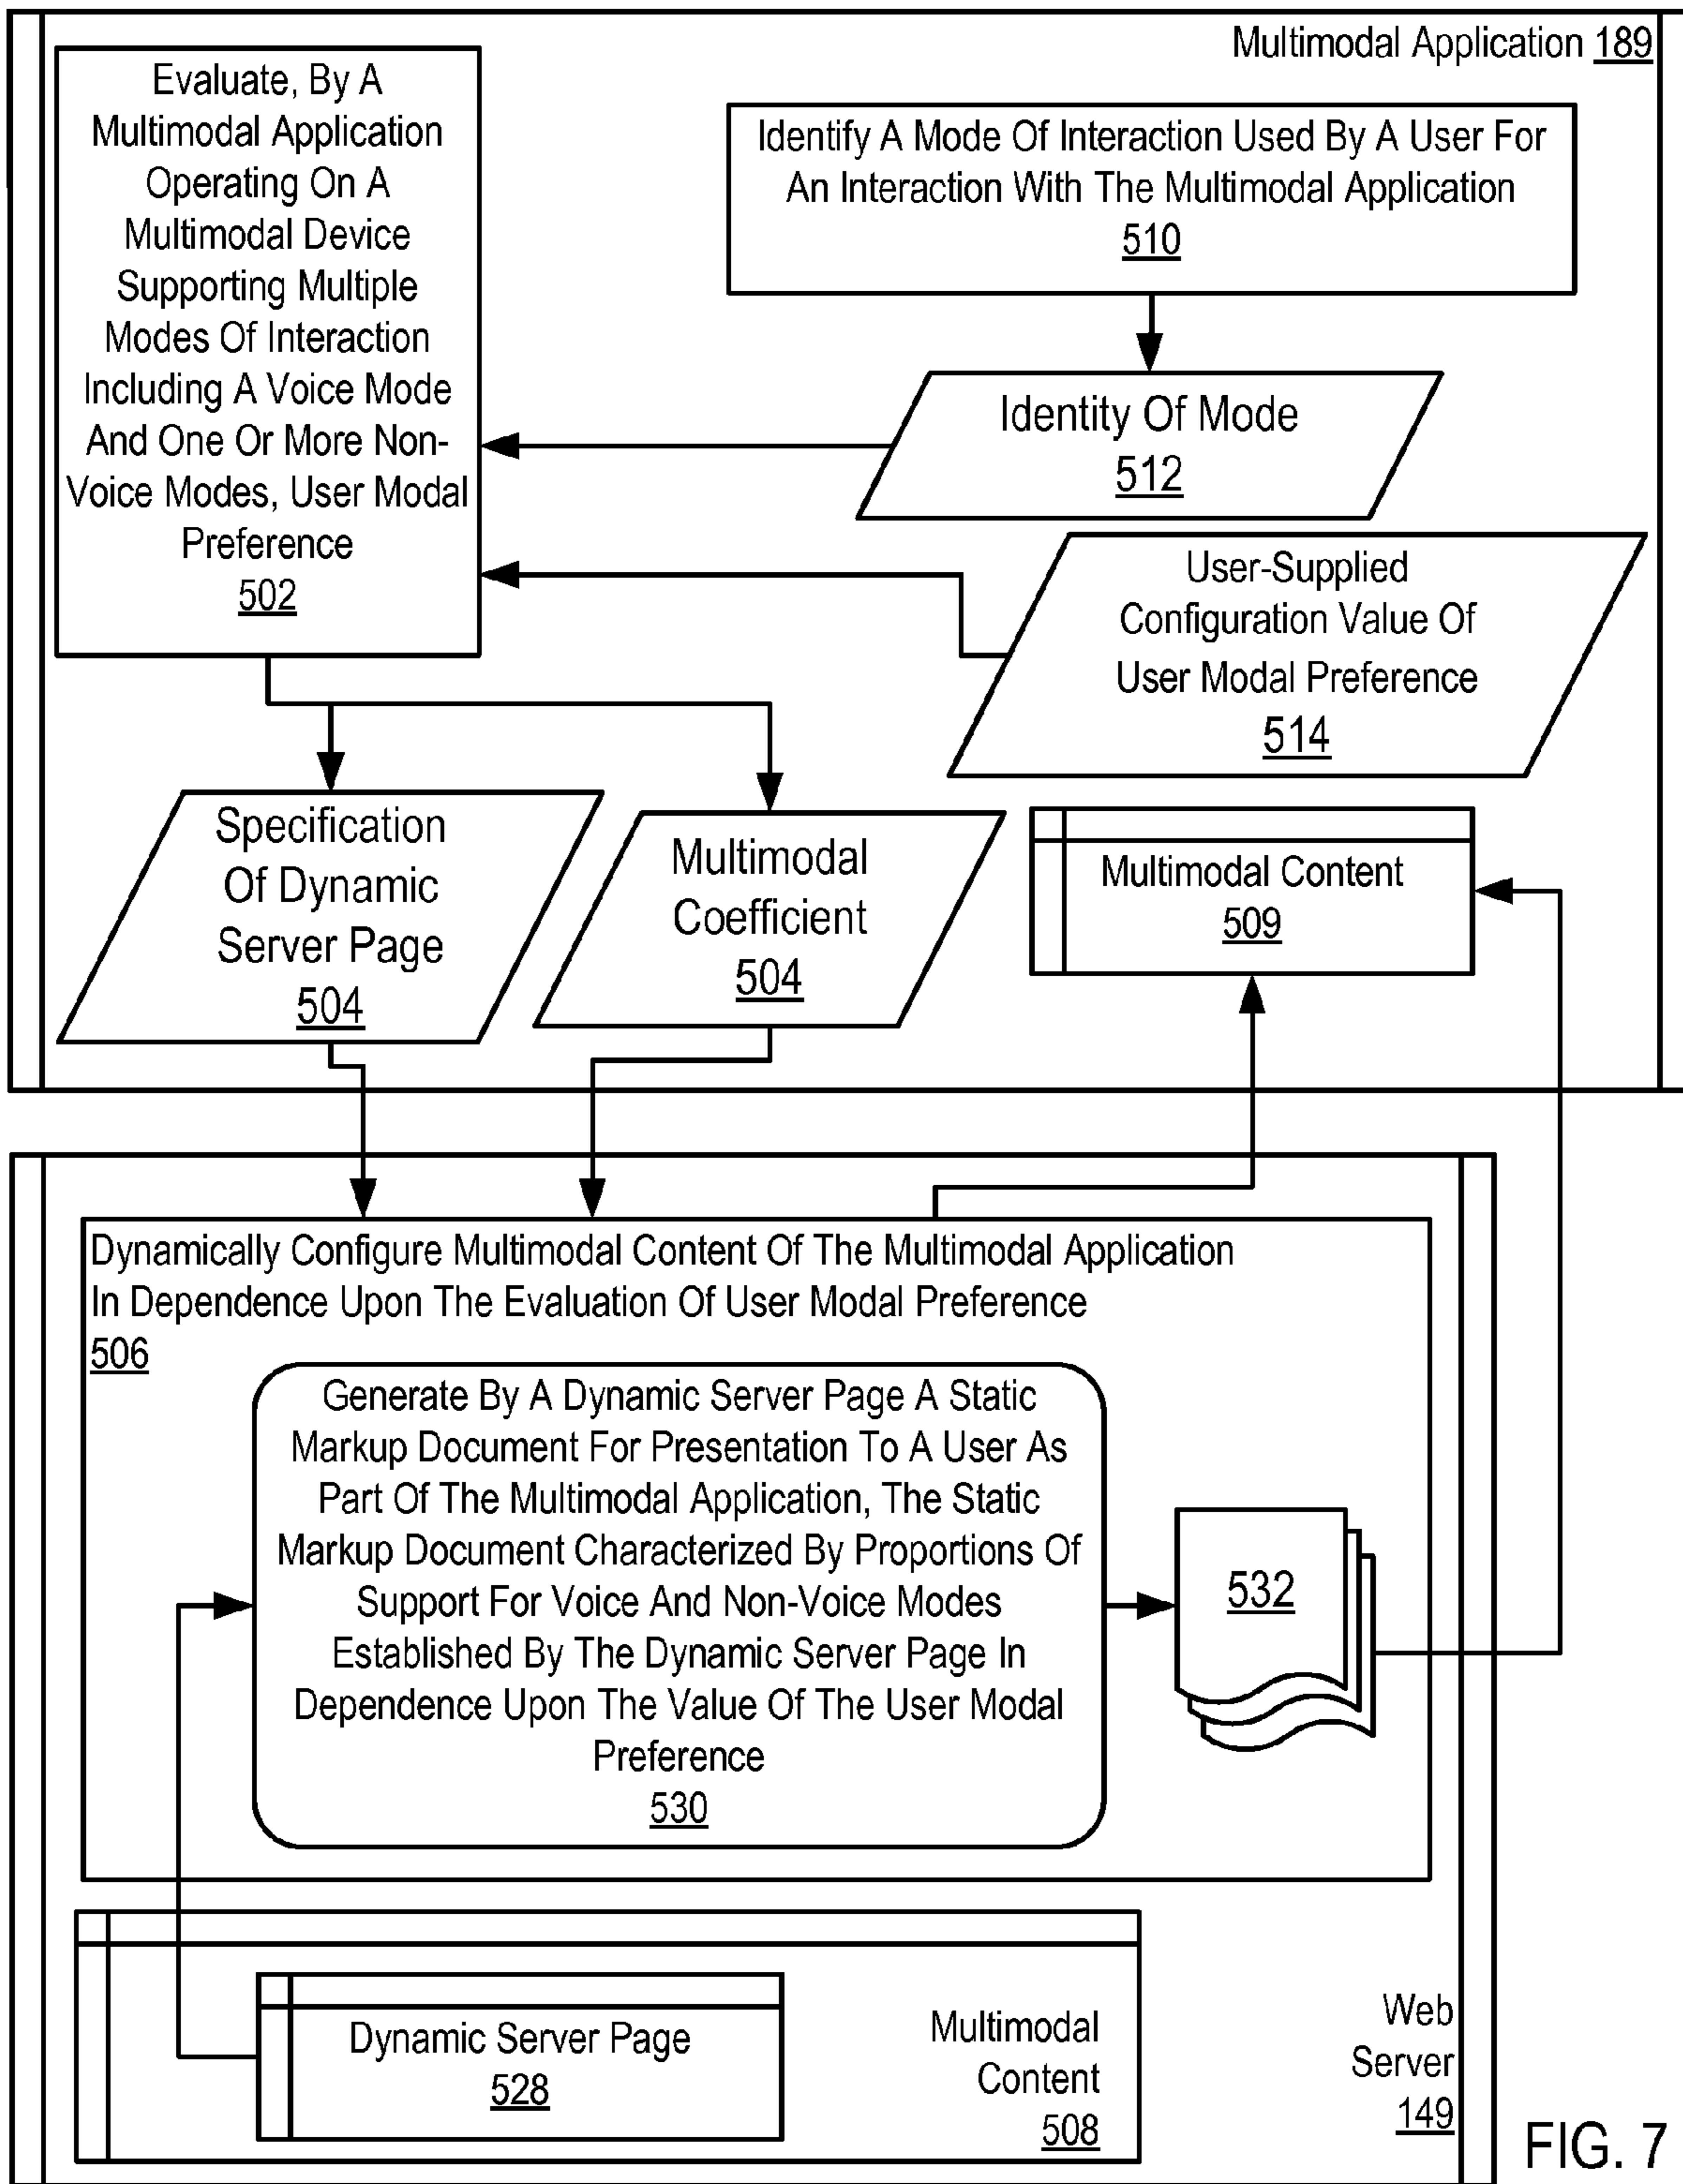 Multimodal Application 189
Evaluate, By A
Multimodal Application
Operating On A
Multimodal Device
Supporting Multiple
Modes Of Interaction
Including A Voice Mode
And One Or More Non-
Voice Modes, User Modal
Preference
502
Identify A Mode Of Interaction Used By A User For
An Interaction With The Multimodal Application
510
Identity Of Mode
512
User-Supplied
Configuration Value Of
User Modal Preference
514
Specification
Of Dynamic
Server Page
504
Multimodal
Coefficient
504
Multimodal Content
509
Dynamically Configure Multimodal Content Of The Multimodal Application
In Dependence Upon The Evaluation Of User Modal Preference
506
Generate By A Dynamic Server Page A Static
Markup Document For Presentation To A User As
Part Of The Multimodal Application, The Static
Markup Document Characterized By Proportions Of
Support For Voice And Non-Voice Modes
Established By The Dynamic Server Page In
Dependence Upon The Value Of The User Modal
Preference
530
532
Dynamic Server Page
528
Multimodal
Content
508
Web
Server
149
FIG. 7